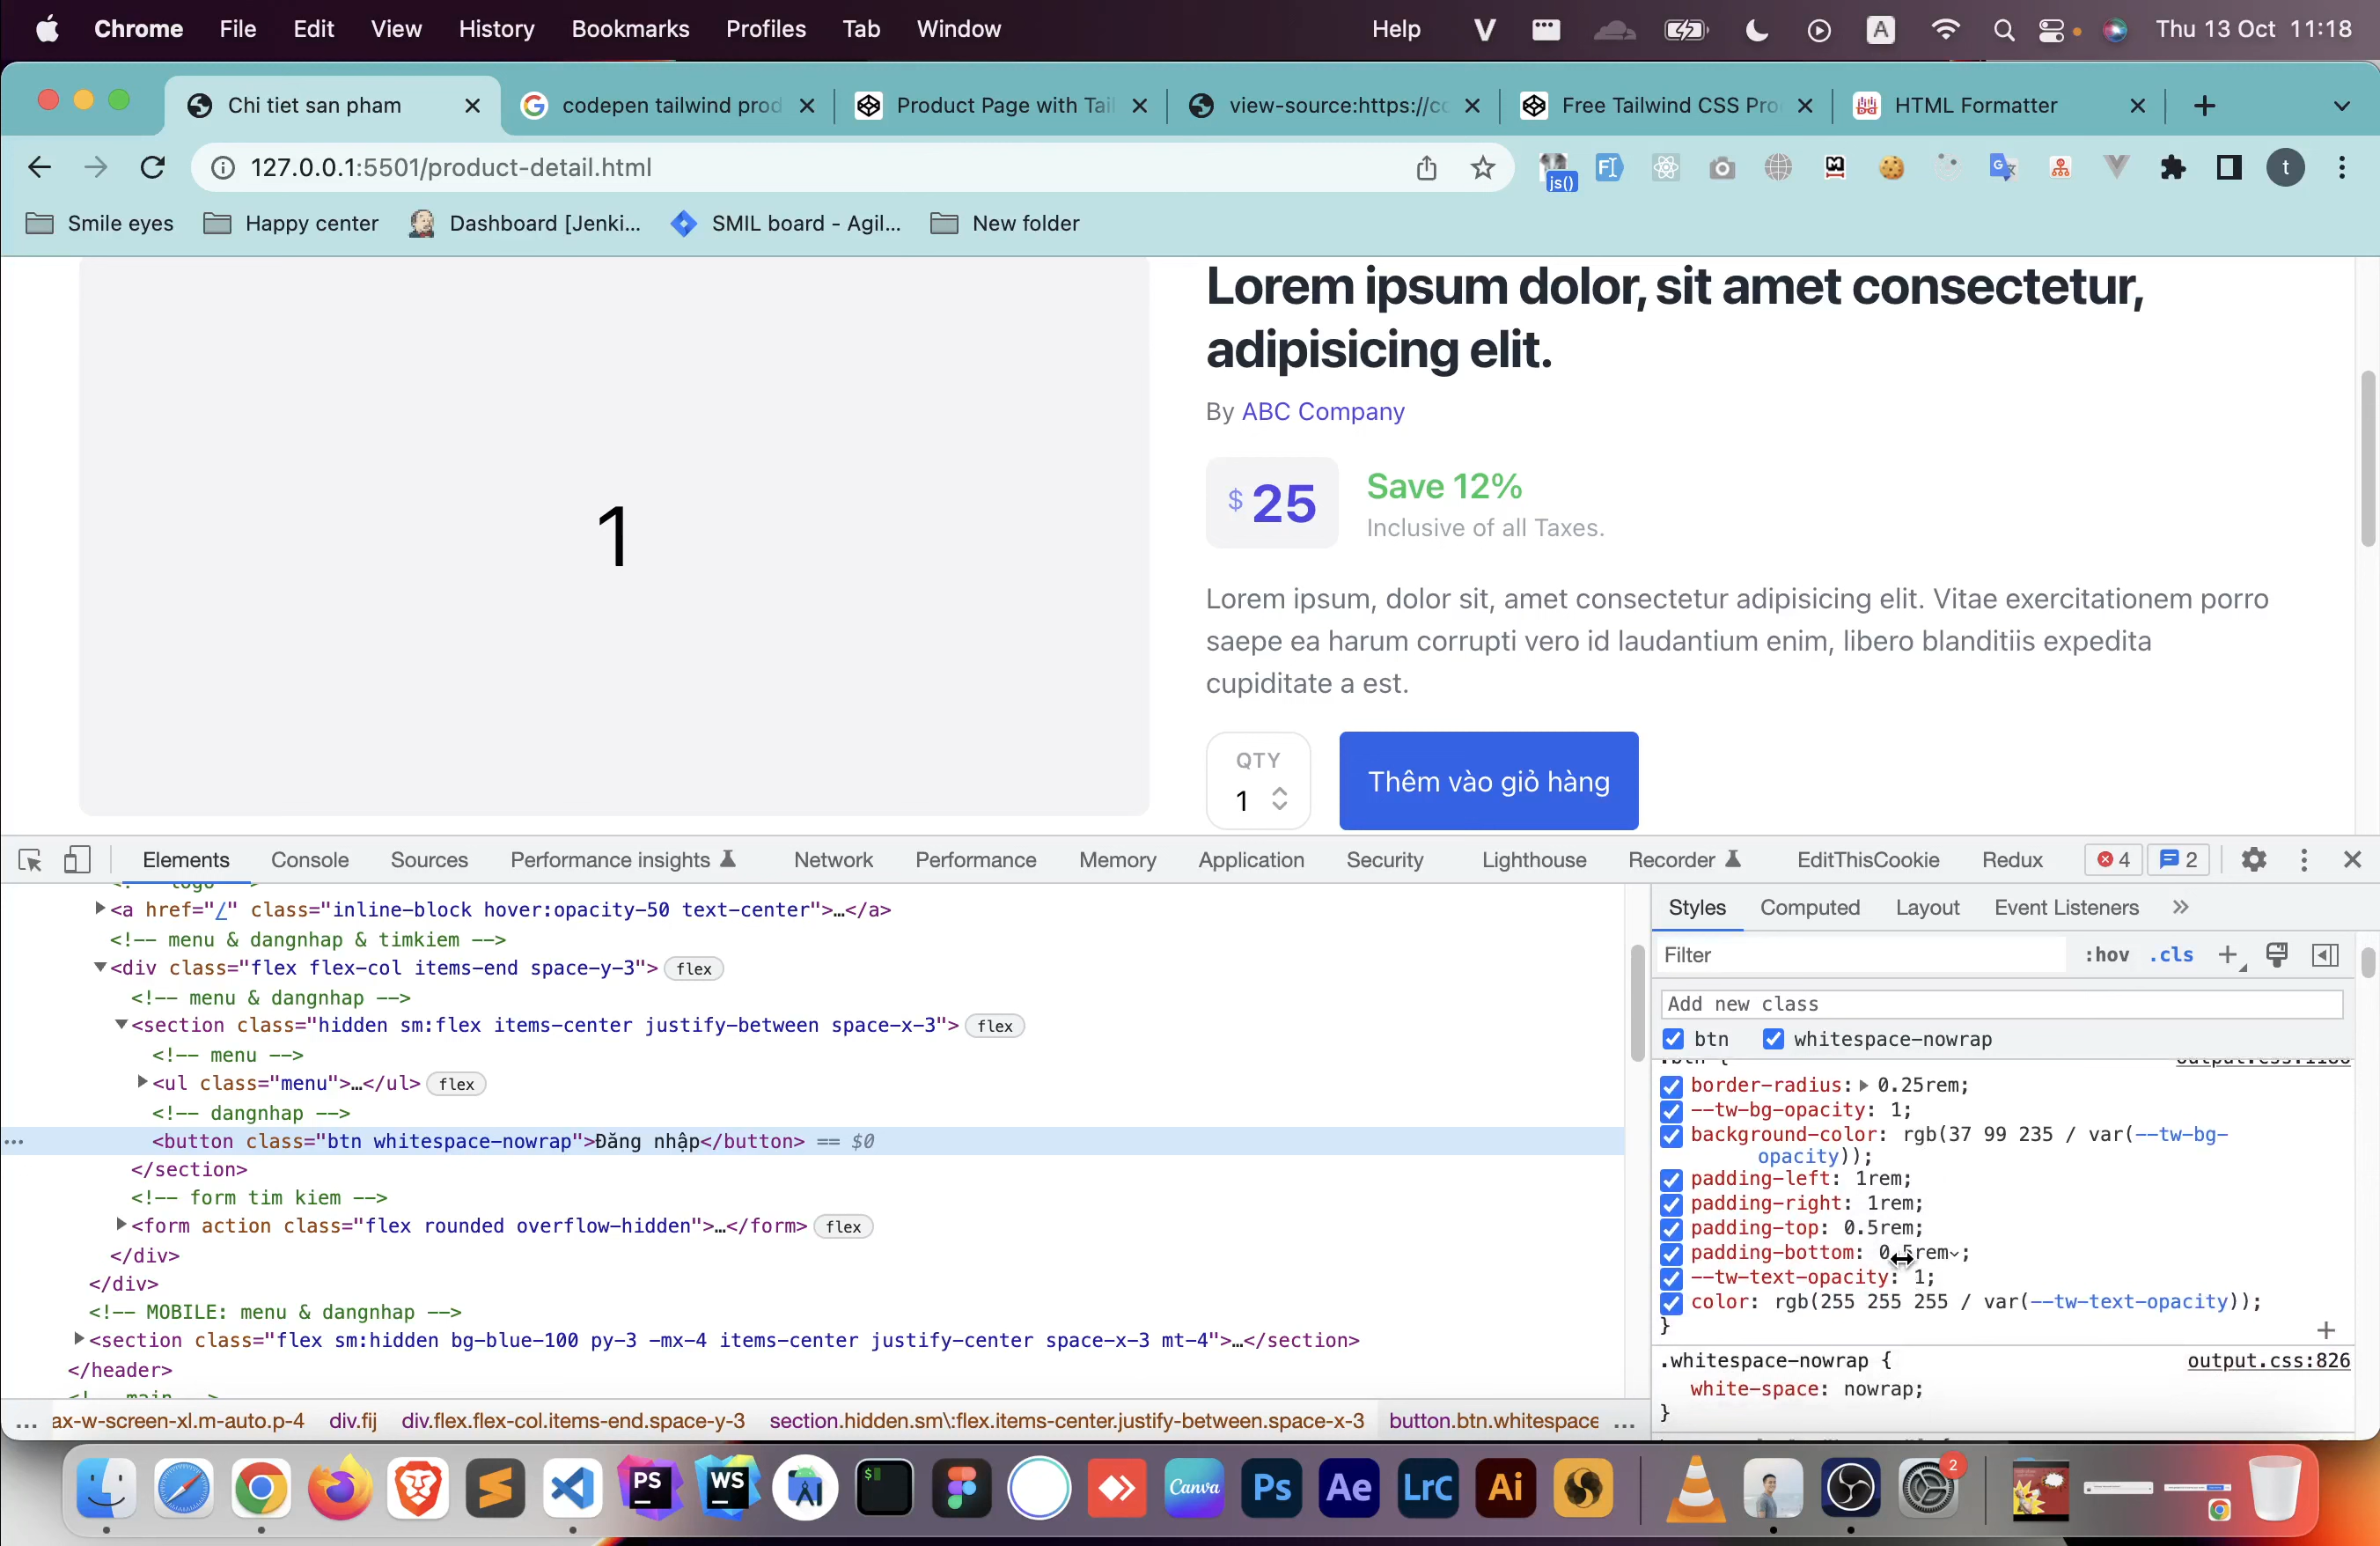 Chrome File Edit View History Bookmarks Profiles Tab Window Help A Thu 13 Oct 11:18
Chi tiet san pham
codepen tailwind prod
Product Page with Tail
view-source:https://co
Free Tailwind CSS Pro
HTML Formatter
127.0.0.1:5501/product-detail.html
js()
t
Smile eyes
Happy center
Dashboard [Jenki...
SMIL board - Agil...
New folder
1
Lorem ipsum dolor, sit amet consectetur,
adipisicing elit.
By ABC Company
$ 25
Save 12%
Inclusive of all Taxes.
Lorem ipsum, dolor sit, amet consectetur adipisicing elit. Vitae exercitationem porro
saepe ea harum corrupti vero id laudantium enim, libero blanditiis expedita
cupiditate a est.
QTY
1
Thêm vào giỏ hàng
Elements Console Sources Performance insights Network Performance Memory Application Security Lighthouse Recorder EditThisCookie Redux 4 2
<a href="/" class="inline-block hover:opacity-50 text-center">…</a>
<!-- menu & dangnhap & timkiem -->
<div class="flex flex-col items-end space-y-3"> flex
<!-- menu & dangnhap -->
<section class="hidden sm:flex items-center justify-between space-x-3"> flex
<!-- menu -->
<ul class="menu">…</ul> flex
<!-- dangnhap -->
<button class="btn whitespace-nowrap">Đăng nhập</button> == $0
</section>
<!-- form tim kiem -->
<form action class="flex rounded overflow-hidden">…</form> flex
</div>
</div>
<!-- MOBILE: menu & dangnhap -->
<section class="flex sm:hidden bg-blue-100 py-3 -mx-4 items-center justify-center space-x-3 mt-4">…</section>
</header>
... ax-w-screen-xl.m-auto.p-4 div.fij div.flex.flex-col.items-end.space-y-3 section.hidden.sm\:flex.items-center.justify-between.space-x-3 button.btn.whitespace ...
Styles Computed Layout Event Listeners
Filter :hov .cls
Add new class
btn whitespace-nowrap
.btn {
border-radius: 0.25rem;
--tw-bg-opacity: 1;
background-color: rgb(37 99 235 / var(--tw-bg-
opacity));
padding-left: 1rem;
padding-right: 1rem;
padding-top: 0.5rem;
padding-bottom: 0.5rem;
--tw-text-opacity: 1;
color: rgb(255 255 255 / var(--tw-text-opacity));
}
.whitespace-nowrap { output.css:826
white-space: nowrap;
}
PS WS Canva Ps Ae LrC Ai 2